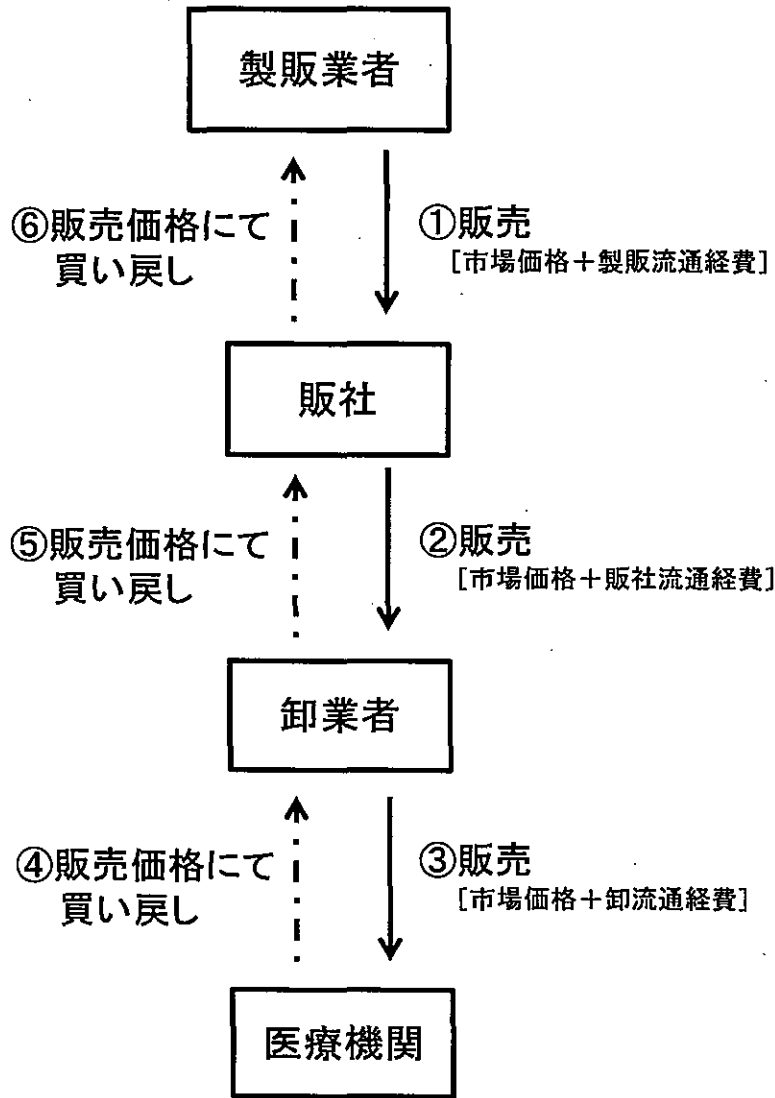 製販業者
⑥販売価格にて
買い戻し
①販売
[市場価格+製販流通経費]
販社
⑤販売価格にて
買い戻し
②販売
[市場価格+販社流通経費]
卸業者
④販売価格にて
買い戻し
③販売
[市場価格+卸流通経費]
医療機関